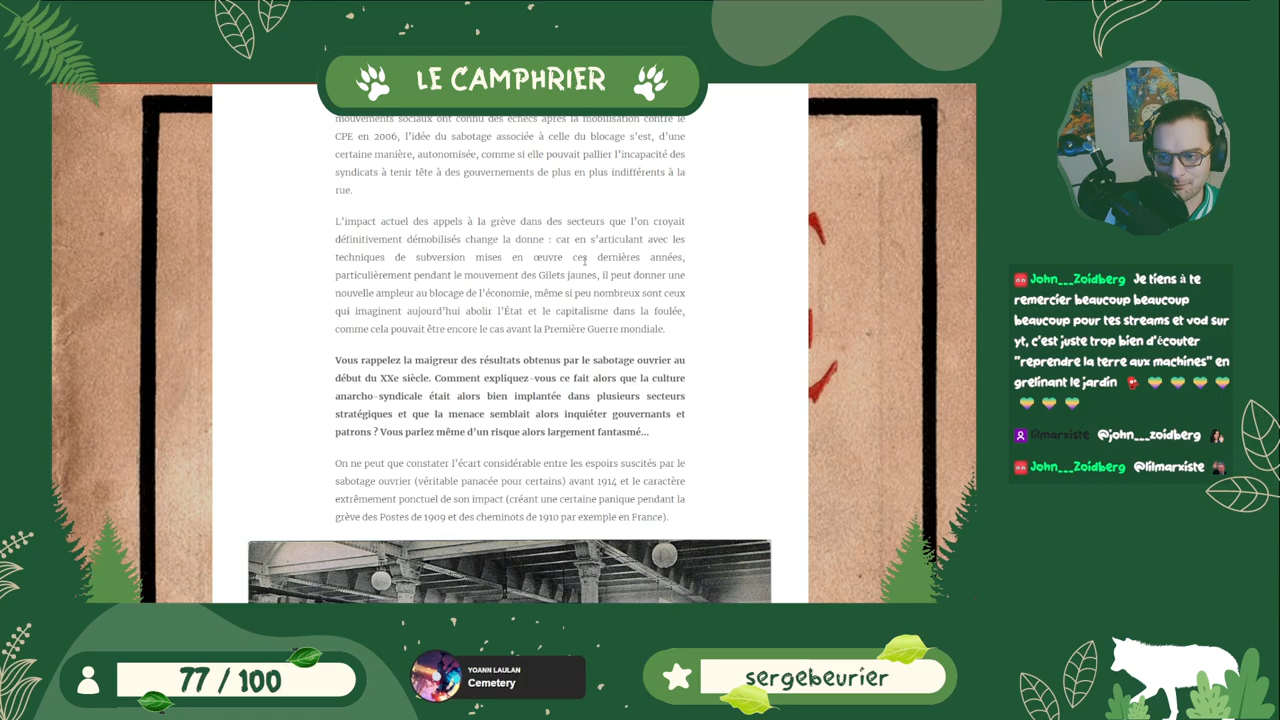 LE CAMPHRIER
mouvements sociaux ont connu des échecs après la mobilisation contre le
CPE en 2006, l'idée du sabotage associée à celle du blocage s'est, d'une
certaine manière, autonomisée, comme si elle pouvait pallier l'incapacité des
syndicats à tenir tête à des gouvernements de plus en plus indifférents à la
rue.
L'impact actuel des appels à la grève dans des secteurs que l'on croyait
définitivement démobilisés change la donne : car en s'articulant avec les
techniques de subversion mises en œuvre ces dernières années,
particulièrement pendant le mouvement des Gilets jaunes, il peut donner une
nouvelle ampleur au blocage de l'économie, même si peu nombreux sont ceux
qui imaginent aujourd'hui abolir l'État et le capitalisme dans la foulée,
comme cela pouvait être encore le cas avant la Première Guerre mondiale.
Vous rappelez la maigreur des résultats obtenus par le sabotage ouvrier au
début du XXe siècle. Comment expliquez-vous ce fait alors que la culture
anarcho-syndicale était alors bien implantée dans plusieurs secteurs
stratégiques et que la menace semblait alors inquiéter gouvernants et
patrons ? Vous parlez même d'un risque alors largement fantasmé...
On ne peut que constater l'écart considérable entre les espoirs suscités par le
sabotage ouvrier (véritable panacée pour certains) avant 1914 et le caractère
extrêmement ponctuel de son impact (créant une certaine panique pendant la
grève des Postes de 1909 et des cheminots de 1910 par exemple en France).
John___Zoidberg Je tiens à te
remercier beaucoup beaucoup
beaucoup pour tes streams et vod sur
yt, c'est juste trop bien d'écouter
"reprendre la terre aux machines" en
grelinant le jardin
lilmarxiste @john___zoidberg
John___Zoidberg @lilmarxiste
77 / 100
YOANN LAULAN
Cemetery
sergebeurier